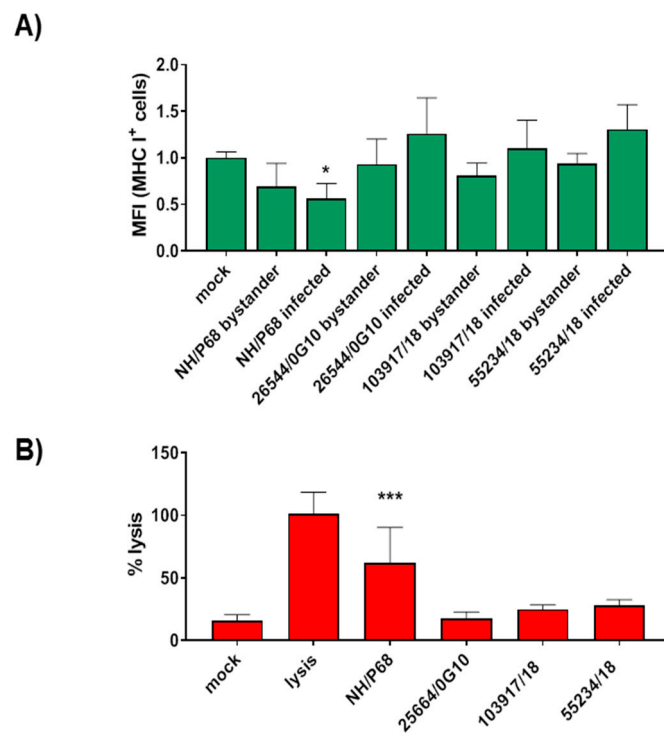 A)
MFI (MHC I+ cells)
2.0
1.5
1.0
0.5
0.0
*
mock
NH/P68 bystander
NH/P68 infected
26544/0G10 bystander
26544/0G10 infected
103917/18 bystander
103917/18 infected
55234/18 bystander
55234/18 infected
B)
% lysis
150
100
50
0
***
mock
lysis
NH/P68
25664/0G10
103917/18
55234/18